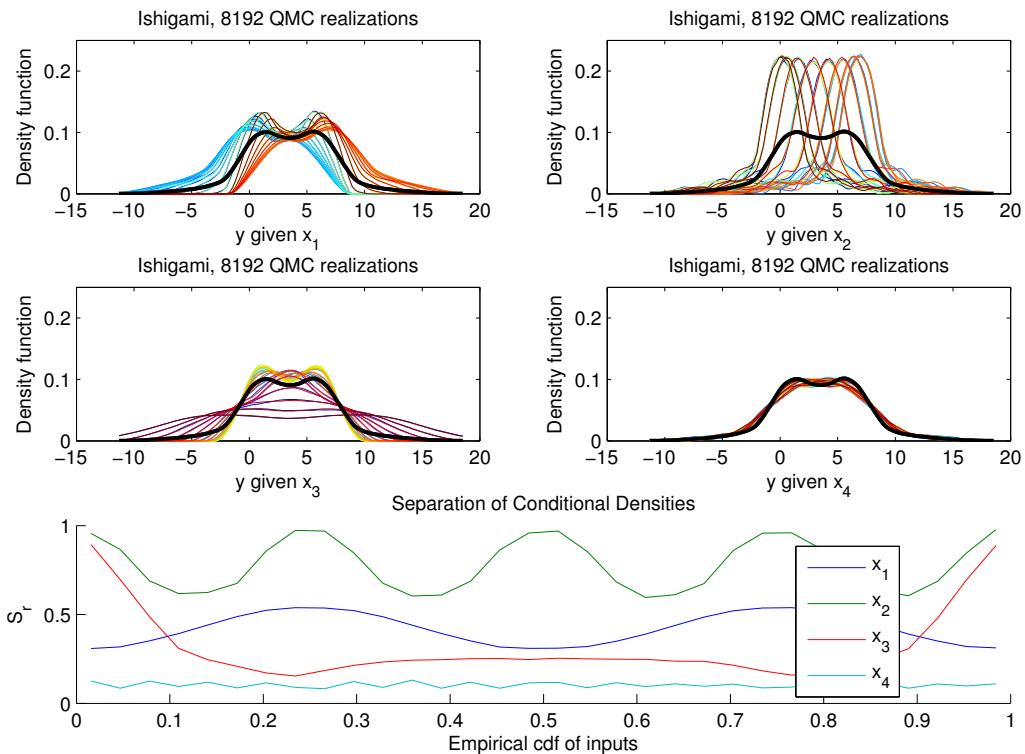 Ishigami, 8192 QMC realizations
Density function
0.2
0.1
0
−15 −10 −5 0 5 10 15 20
y given x1
Ishigami, 8192 QMC realizations
Density function
0.2
0.1
0
−15 −10 −5 0 5 10 15 20
y given x2
Ishigami, 8192 QMC realizations
Density function
0.2
0.1
0
−15 −10 −5 0 5 10 15 20
y given x3
Ishigami, 8192 QMC realizations
Density function
0.2
0.1
0
−15 −10 −5 0 5 10 15 20
y given x4
Separation of Conditional Densities
Sr
1
0.5
0
0 0.1 0.2 0.3 0.4 0.5 0.6 0.7 0.8 0.9 1
Empirical cdf of inputs
x1
x2
x3
x4